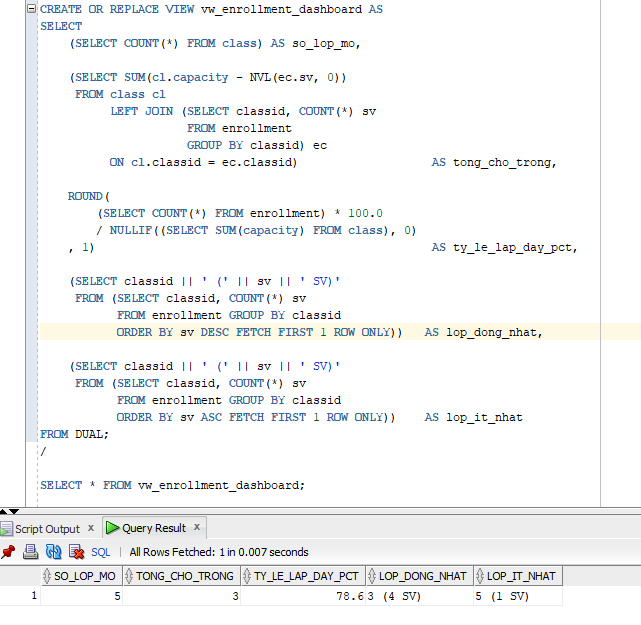 CREATE OR REPLACE VIEW vw_enrollment_dashboard AS
SELECT
    (SELECT COUNT(*) FROM class) AS so_lop_mo,

    (SELECT SUM(cl.capacity - NVL(ec.sv, 0))
     FROM class cl
          LEFT JOIN (SELECT classid, COUNT(*) sv
                     FROM enrollment
                     GROUP BY classid) ec
          ON cl.classid = ec.classid)                   AS tong_cho_trong,

    ROUND(
        (SELECT COUNT(*) FROM enrollment) * 100.0
        / NULLIF((SELECT SUM(capacity) FROM class), 0)
    , 1)                                                AS ty_le_lap_day_pct,

    (SELECT classid || ' (' || sv || ' SV)'
     FROM (SELECT classid, COUNT(*) sv
           FROM enrollment GROUP BY classid
           ORDER BY sv DESC FETCH FIRST 1 ROW ONLY))   AS lop_dong_nhat,

    (SELECT classid || ' (' || sv || ' SV)'
     FROM (SELECT classid, COUNT(*) sv
           FROM enrollment GROUP BY classid
           ORDER BY sv ASC FETCH FIRST 1 ROW ONLY))    AS lop_it_nhat
FROM DUAL;
/

SELECT * FROM vw_enrollment_dashboard;
Script Output x Query Result x
SQL | All Rows Fetched: 1 in 0.007 seconds
SO_LOP_MO TONG_CHO_TRONG TY_LE_LAP_DAY_PCT LOP_DONG_NHAT LOP_IT_NHAT
1 5 3 78.6 3 (4 SV) 5 (1 SV)